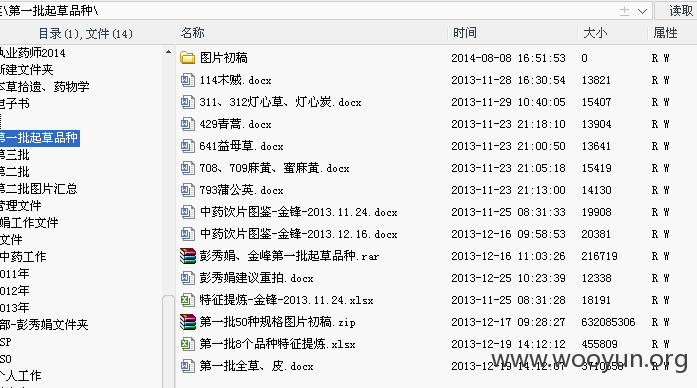 \第一批起草品种\ 读取
目录(1),文件(14) 名称 时间 大小 属性
执业药师2014
新建文件夹
本草拾遗、药物学
电子书
第一批起草品种
第三批
第二批
第二批图片汇总
管理文件
娟工作文件
文件
中药工作
011年
012年
013年
部-彭秀娟文件夹
SP
SO
个人工作
图片初稿 2014-08-08 16:51:53 0 R W
114木贼.docx 2013-11-28 16:30:54 13821 R W
311、312灯心草、灯心炭.docx 2013-11-29 10:40:05 15407 R W
429青蒿.docx 2013-11-23 21:18:10 13904 R W
641益母草.docx 2013-11-23 21:00:50 13641 R W
708、709麻黄、蜜麻黄.docx 2013-11-23 21:05:18 15419 R W
793蒲公英.docx 2013-11-23 21:13:00 14130 R W
中药饮片图鉴-金锋-2013.11.24.docx 2013-11-25 08:31:33 19908 R W
中药饮片图鉴-金锋-2013.12.16.docx 2013-12-16 09:58:53 20381 R W
彭秀娟、金峰第一批起草品种.rar 2013-12-16 11:03:26 216719 R W
彭秀娟建议重拍.docx 2013-12-25 10:23:39 12338 R W
特征提炼-金锋-2013.11.24.xlsx 2013-11-25 08:31:28 18191 R W
第一批50种规格图片初稿.zip 2013-12-17 09:28:27 632085306 R W
第一批8个品种特征提炼.xlsx 2013-12-19 14:12:12 455809 R W
第一批全草、皮.docx 2013-12-19 14:12:07 3710658 R W
www.wooyun.org